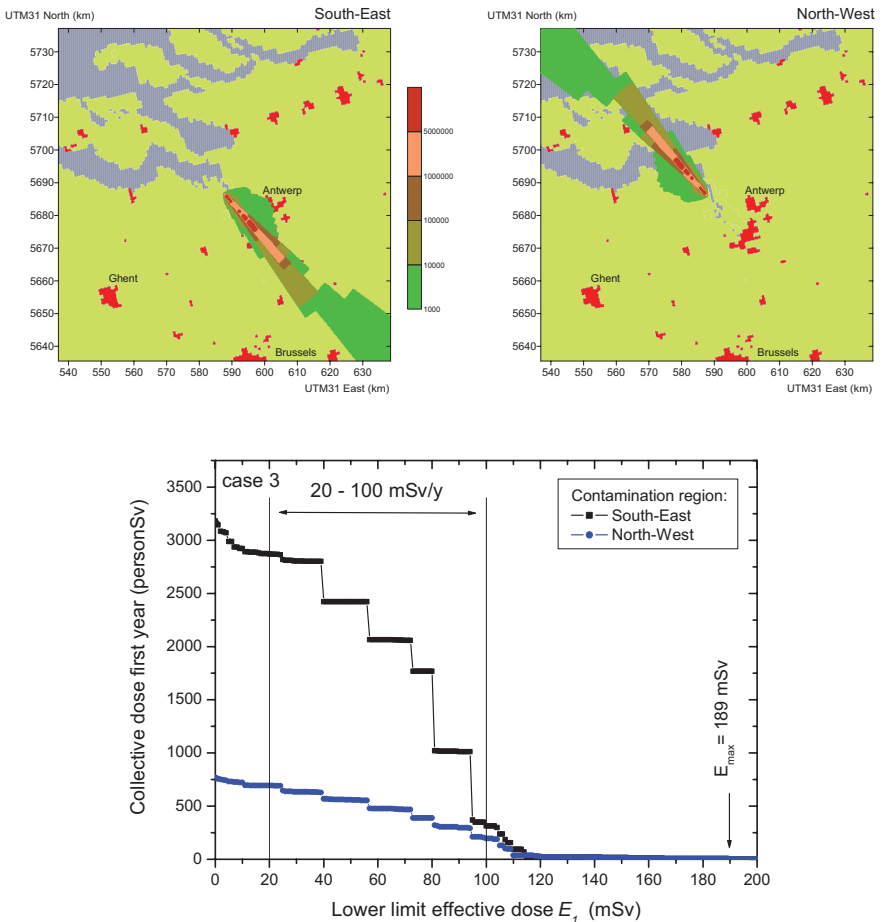 UTM31 North (km)
South-East
5730
5720
5710
5700
5690
5680
5670
5660
5650
5640
Antwerp
Ghent
Brussels
540 550 560 570 580 590 600 610 620 630
UTM31 East (km)
5000000
1000000
100000
10000
1000
UTM31 North (km)
North-West
5730
5720
5710
5700
5690
5680
5670
5660
5650
5640
Antwerp
Ghent
Brussels
540 550 560 570 580 590 600 610 620 630
UTM31 East (km)
case 3
20 - 100 mSv/y
Contamination region:
South-East
North-West
Collective dose first year (personSv)
3500
3000
2500
2000
1500
1000
500
0
E_max = 189 mSv
0 20 40 60 80 100 120 140 160 180 200
Lower limit effective dose E_1 (mSv)